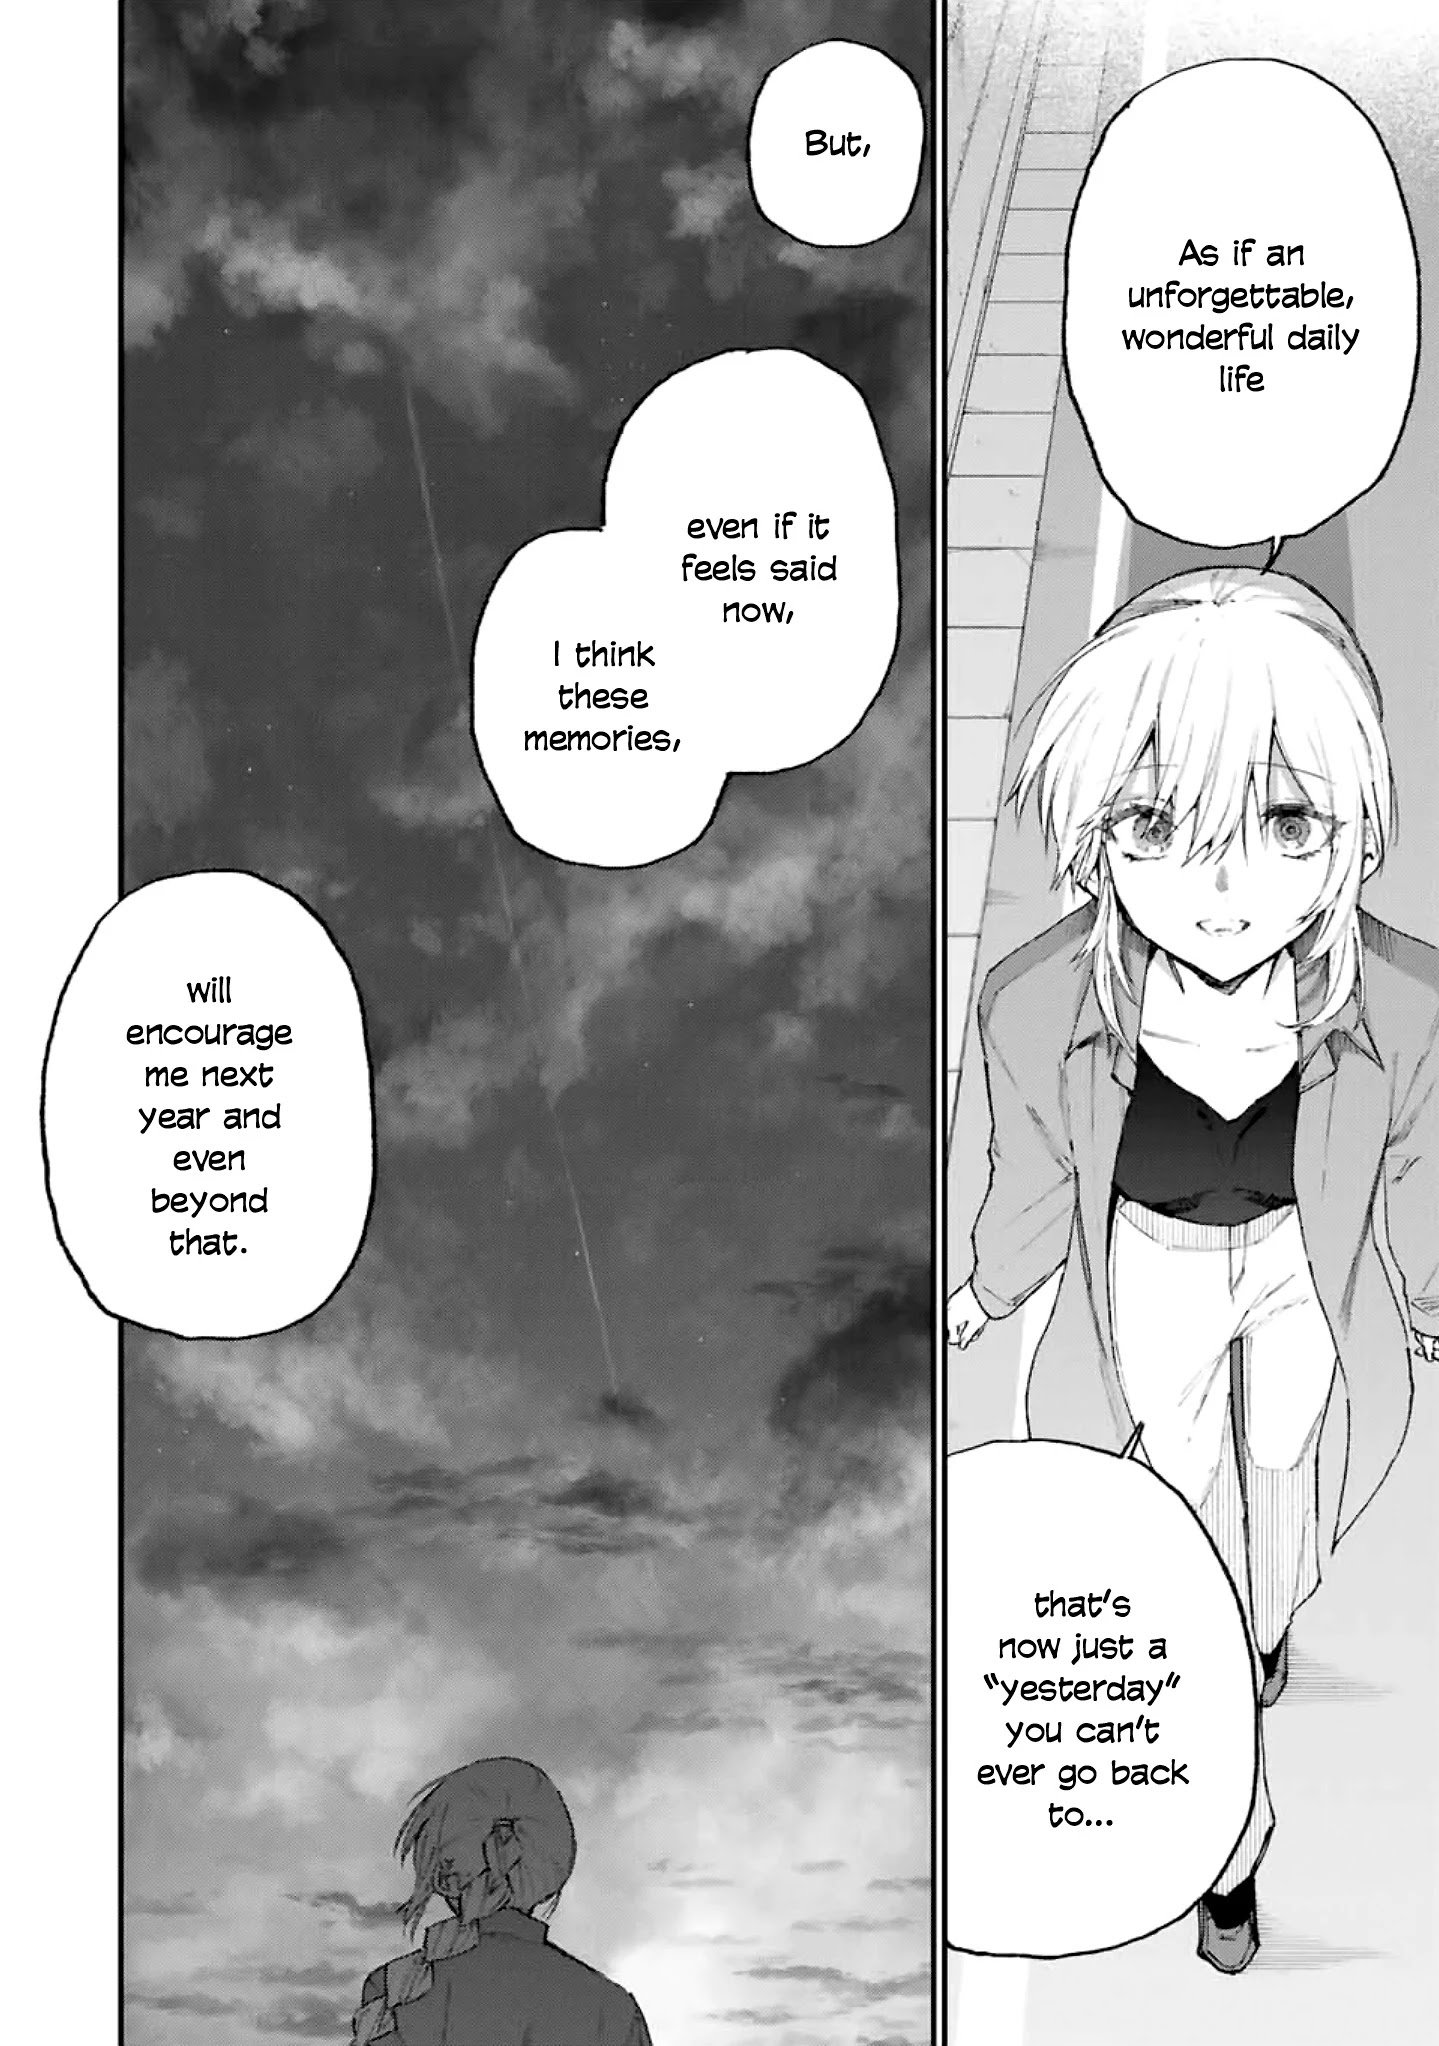 As if an
unforgettable,
wonderful daily
life
that's
now just a
"yesterday"
you can't
ever go back
to...
But,
even if it
feels said
now,
I think
these
memories,
will
encourage
me next
year and
even
beyond
that.